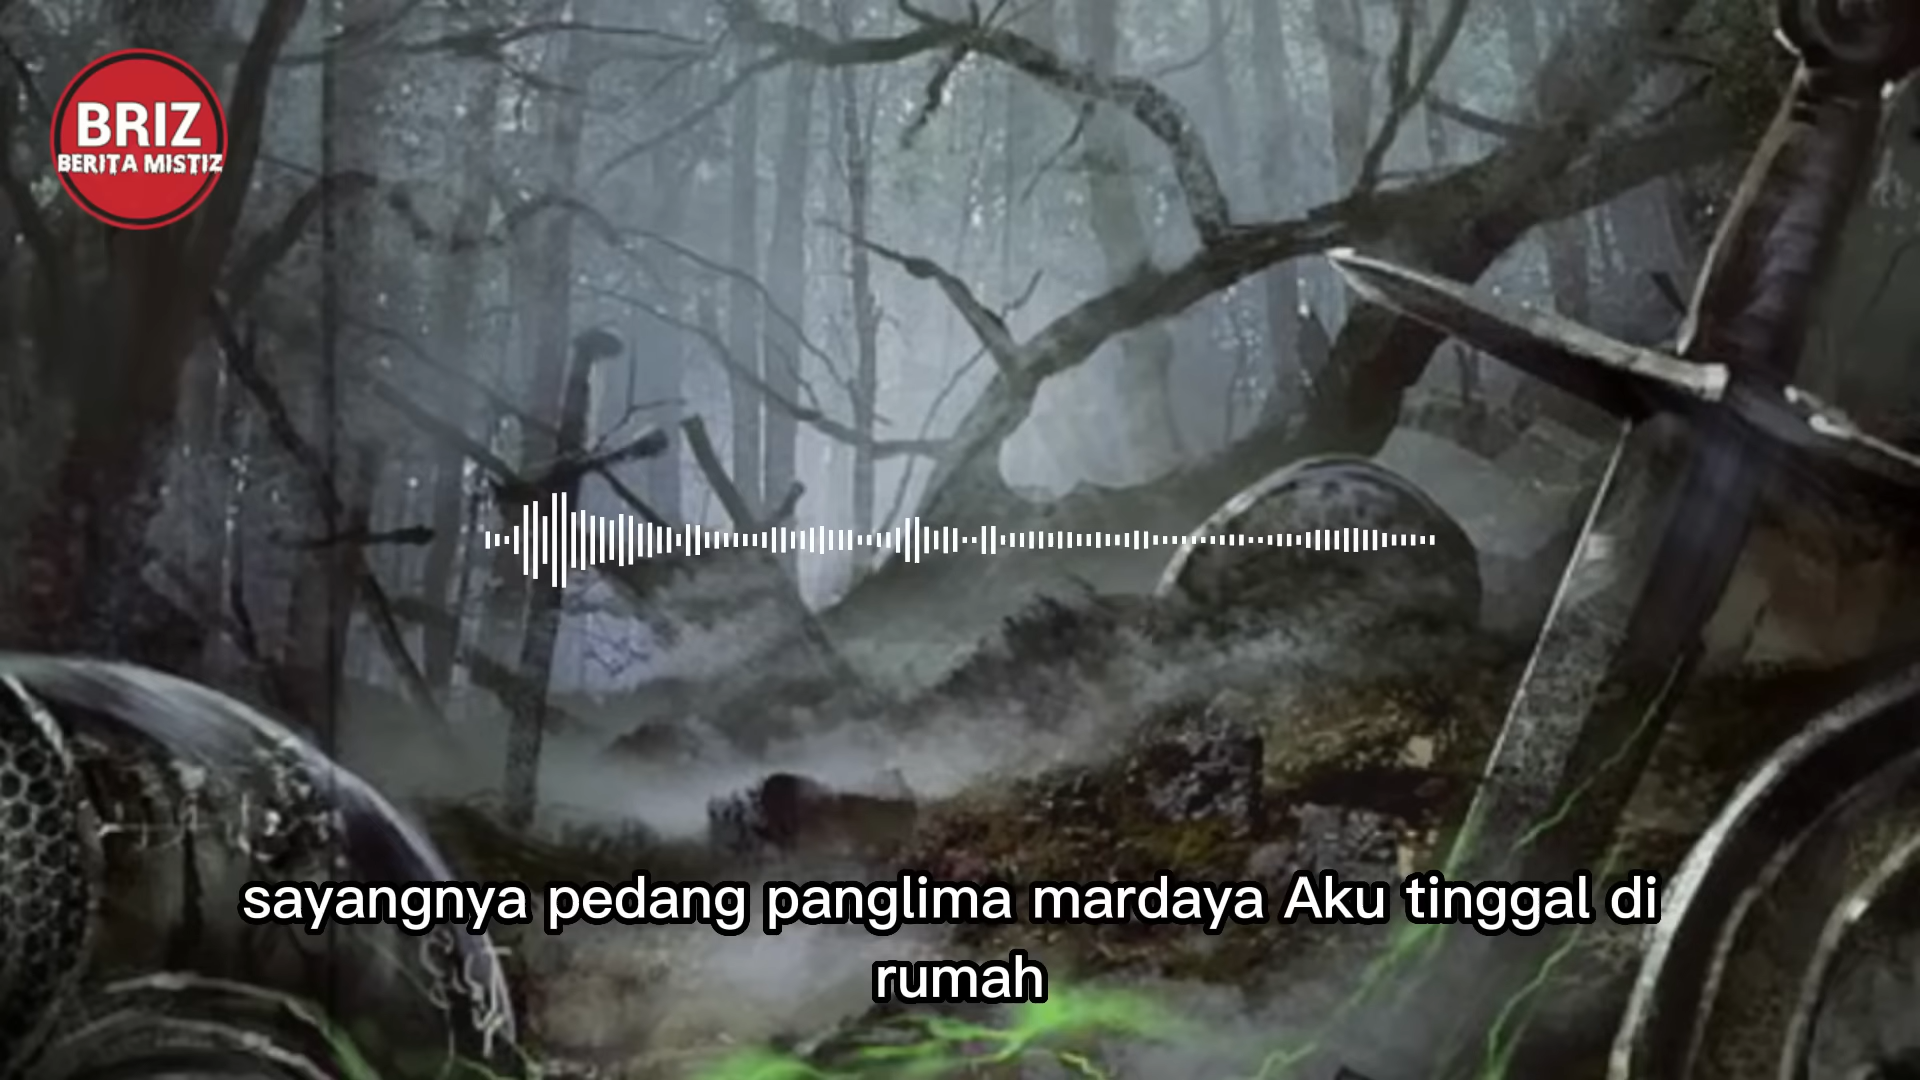 BRIZ
BERITA MISTIZ
sayangnya pedang panglima mardaya Aku tinggal di
rumah